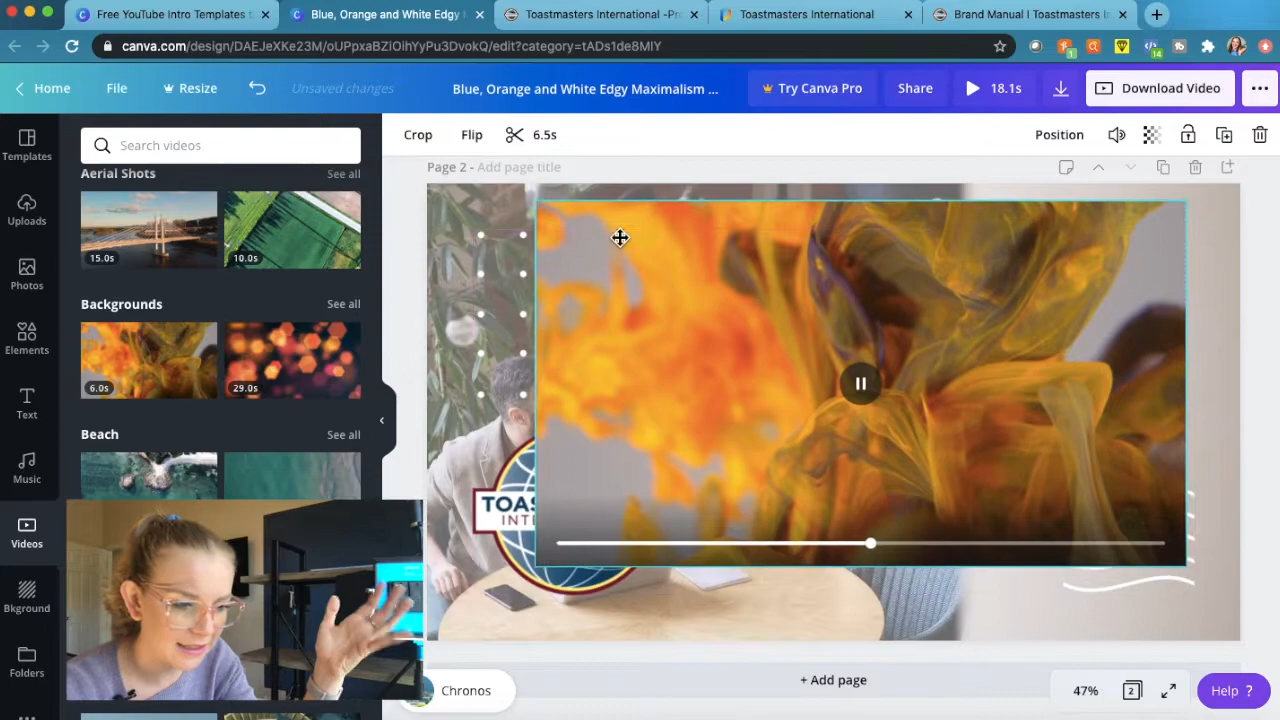 Free YouTube Intro Templates t
Blue, Orange and White Edgy
Toastmasters International -Pr
Toastmasters International
Brand Manual | Toastmasters In
canva.com/design/DAEJeXKe23M/oUPpxaBZiOihYyPu3DvokQ/edit?category=tADs1de8MlY
1
14
Home
File
Resize
Unsaved changes
Blue, Orange and White Edgy Maximalism ...
Try Canva Pro
Share
18.1s
Download Video
Templates
Uploads
Photos
Elements
Text
Music
Videos
Bkground
Folders
Search videos
Aerial Shots
See all
15.0s
10.0s
Backgrounds
See all
6.0s
29.0s
Beach
See all
Crop
Flip
6.5s
Position
Page 2 - Add page title
TOAS
INTE
+ Add page
Chronos
47%
2
Help ?